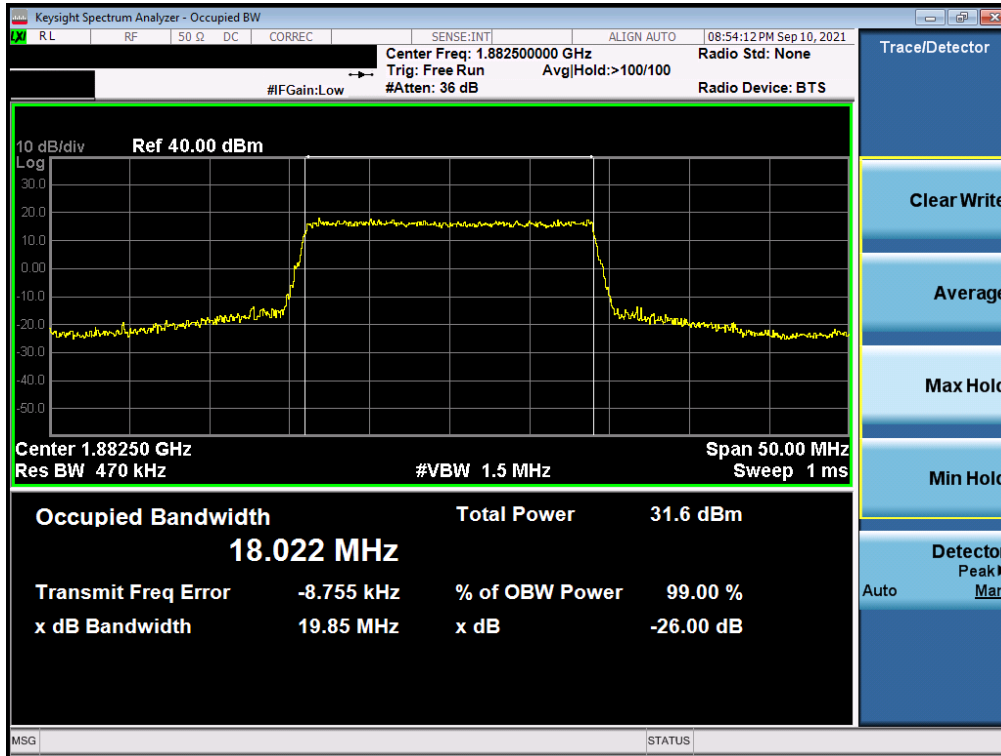 Keysight Spectrum Analyzer - Occupied BW
LXI RL RF 50 Ω DC CORREC SENSE:INT ALIGN AUTO 08:54:12 PM Sep 10, 2021
Center Freq: 1.882500000 GHz Radio Std: None
Trig: Free Run Avg|Hold:>100/100
#IFGain:Low #Atten: 36 dB Radio Device: BTS
10 dB/div Ref 40.00 dBm
Log
30.0
20.0
10.0
0.00
-10.0
-20.0
-30.0
-40.0
-50.0
Center 1.88250 GHz Span 50.00 MHz
Res BW 470 kHz #VBW 1.5 MHz Sweep 1 ms
Occupied Bandwidth Total Power 31.6 dBm
18.022 MHz
Transmit Freq Error -8.755 kHz % of OBW Power 99.00 %
x dB Bandwidth 19.85 MHz x dB -26.00 dB
MSG STATUS
Trace/Detector
Clear Write
Average
Max Hold
Min Hold
Detector
Peak
Auto Man